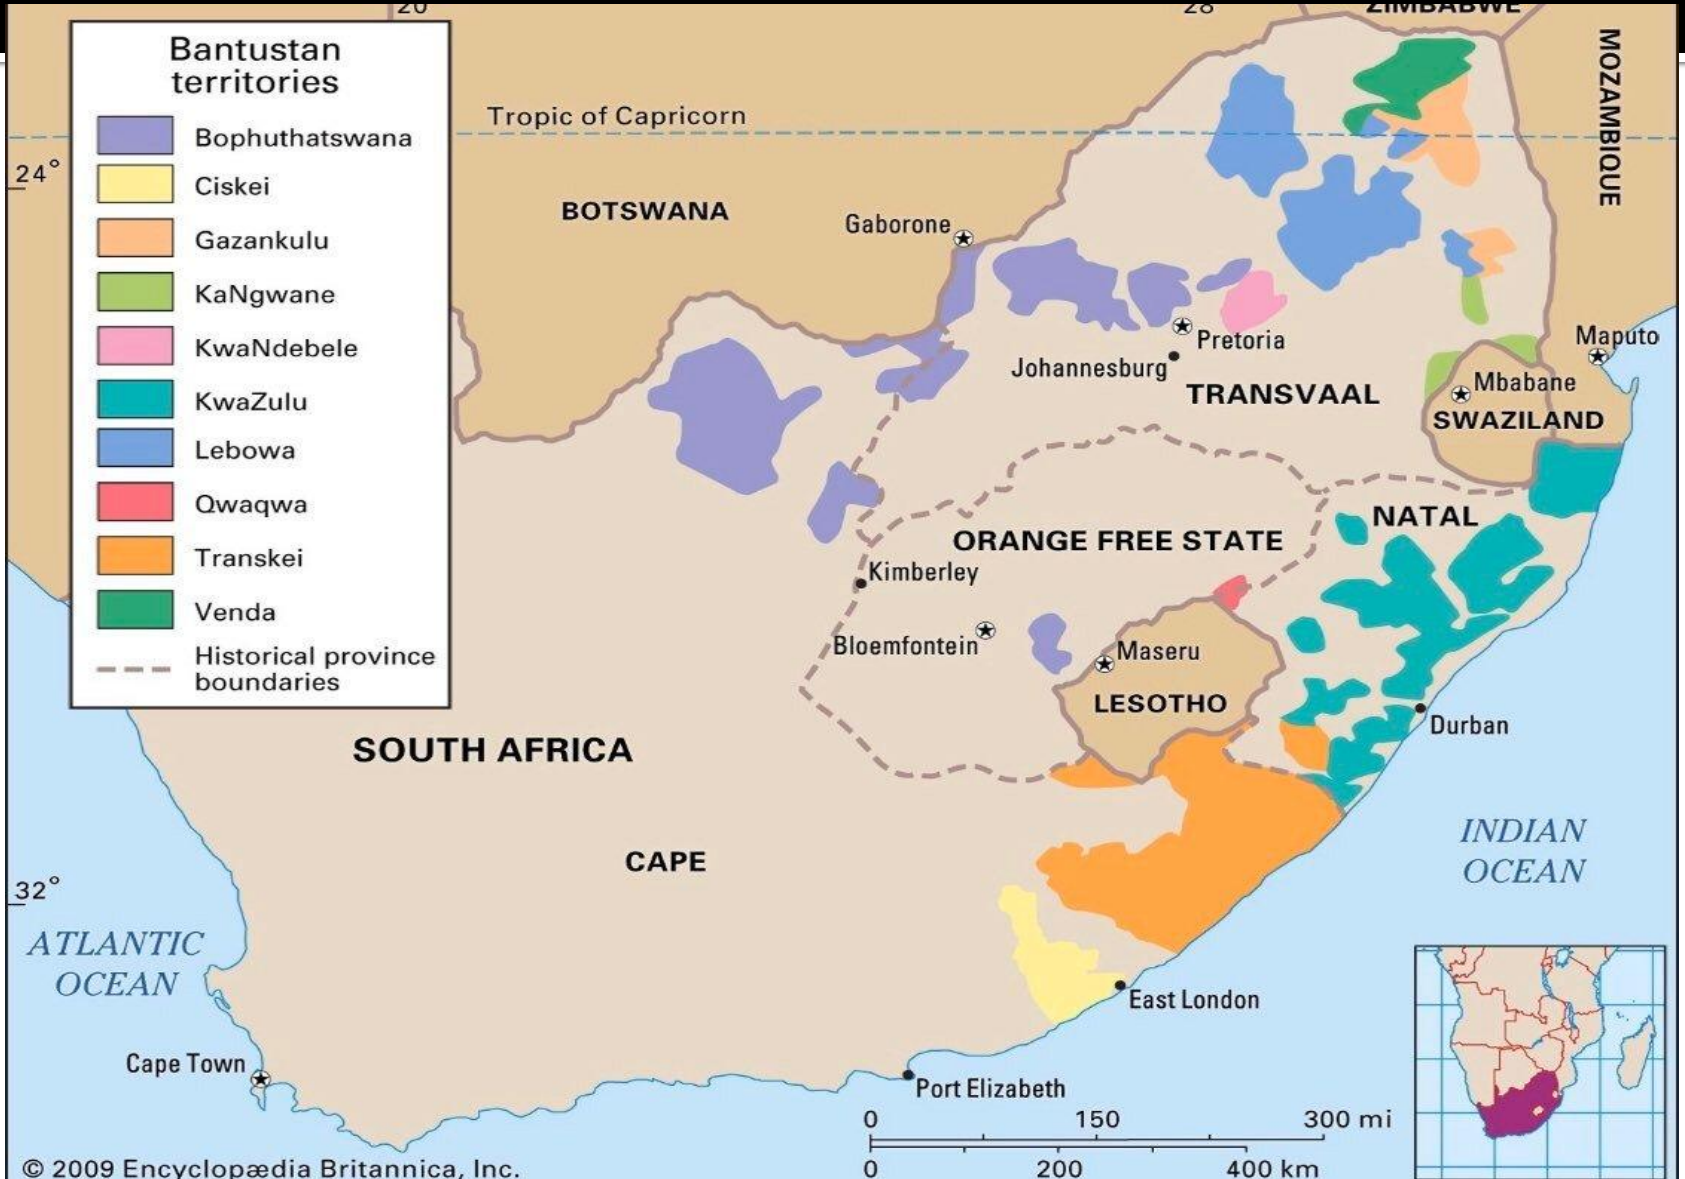 20
28
ZIMBABWE
Bantustan
territories
Bophuthatswana
Ciskei
Gazankulu
KaNgwane
KwaNdebele
KwaZulu
Lebowa
Qwaqwa
Transkei
Venda
Historical province
boundaries
Tropic of Capricorn
24°
MOZAMBIQUE
BOTSWANA
Gaborone
Pretoria
Maputo
Johannesburg
Mbabane
TRANSVAAL
SWAZILAND
NATAL
ORANGE FREE STATE
Kimberley
Bloemfontein
Maseru
LESOTHO
Durban
SOUTH AFRICA
CAPE
INDIAN
OCEAN
32°
ATLANTIC
OCEAN
East London
Cape Town
Port Elizabeth
0 150 300 mi
0 200 400 km
© 2009 Encyclopædia Britannica, Inc.